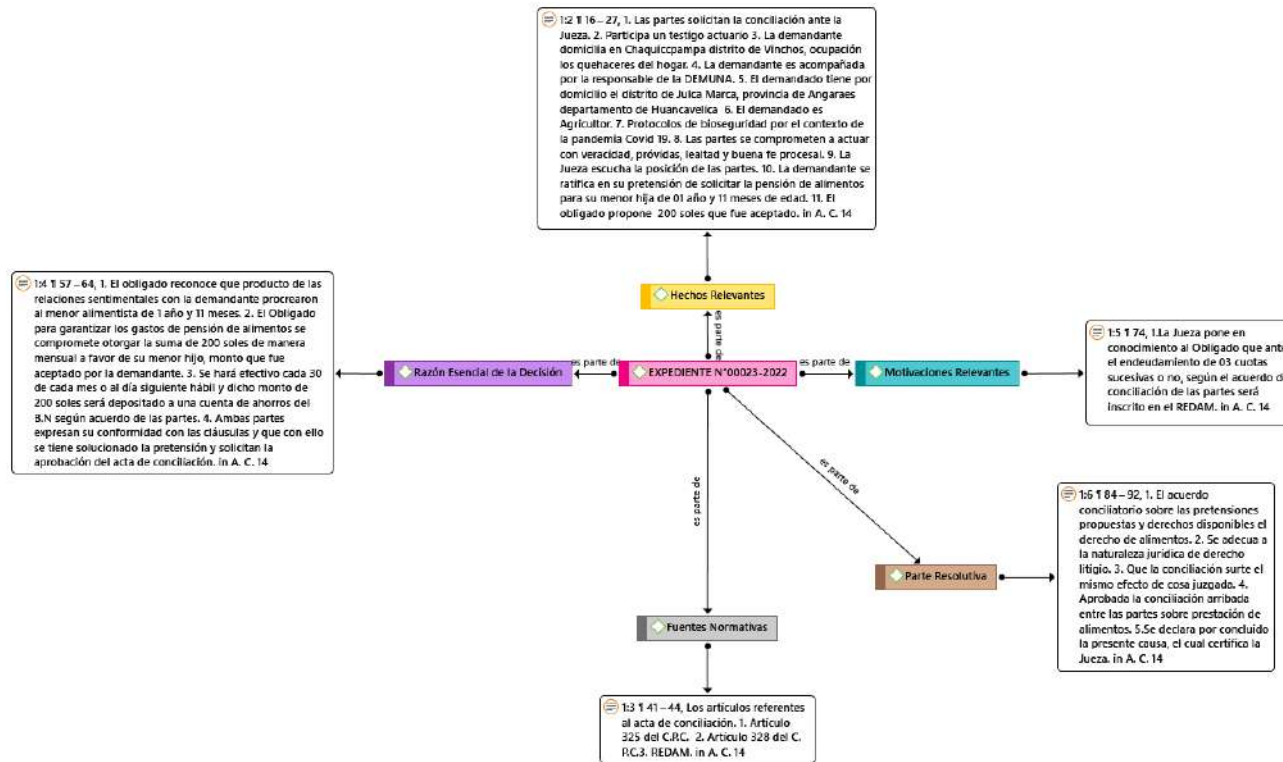 1:2 ¶ 16 – 27, 1. Las partes solicitan la conciliación ante la
Jueza. 2. Participa un testigo actuario 3. La demandante
domicilia en Chaquiccpampa distrito de Vinchos, ocupación
los quehaceres del hogar. 4. La demandante es acompañada
por la responsable de la DEMUNA. 5. El demandado tiene por
domicilio el distrito de Julca Marca, provincia de Angaraes
departamento de Huancavelica 6. El demandado es
Agricultor. 7. Protocolos de bioseguridad por el contexto de
la pandemia Covid 19. 8. Las partes se comprometen a actuar
con veracidad, próvidas, lealtad y buena fe procesal. 9. La
Jueza escucha la posición de las partes. 10. La demandante se
ratifica en su pretensión de solicitar la pensión de alimentos
para su menor hija de 01 año y 11 meses de edad. 11. El
obligado propone 200 soles que fue aceptado. in A. C. 14
Hechos Relevantes
es parte de
1:4 ¶ 57 – 64, 1. El obligado reconoce que producto de las
relaciones sentimentales con la demandante procrearon
al menor alimentista de 1 año y 11 meses. 2. El Obligado
para garantizar los gastos de pensión de alimentos se
compromete otorgar la suma de 200 soles de manera
mensual a favor de su menor hijo, monto que fue
aceptado por la demandante. 3. Se hará efectivo cada 30
de cada mes o al día siguiente hábil y dicho monto de
200 soles será depositado a una cuenta de ahorros del
B.N según acuerdo de las partes. 4. Ambas partes
expresan su conformidad con las cláusulas y que con ello
se tiene solucionado la pretensión y solicitan la
aprobación del acta de conciliación. in A. C. 14
Razón Esencial de la Decisión
es parte de
EXPEDIENTE N°00023-2022
es parte de
Motivaciones Relevantes
1:5 ¶ 74, 1.La Jueza pone en
conocimiento al Obligado que ante
el endeudamiento de 03 cuotas
sucesivas o no, según el acuerdo de
conciliación de las partes será
inscrito en el REDAM. in A. C. 14
es parte de
es parte de
Parte Resolutiva
1:6 ¶ 84 – 92, 1. El acuerdo
conciliatorio sobre las pretensiones
propuestas y derechos disponibles el
derecho de alimentos. 2. Se adecua a
la naturaleza jurídica de derecho
litigio. 3. Que la conciliación surte el
mismo efecto de cosa juzgada. 4.
Aprobada la conciliación arribada
entre las partes sobre prestación de
alimentos. 5.Se declara por concluido
la presente causa, el cual certifica la
Jueza. in A. C. 14
Fuentes Normativas
1:3 ¶ 41 – 44, Los artículos referentes
al acta de conciliación. 1. Artículo
325 del C.P.C. 2. Artículo 328 del C.
P.C.3. REDAM. in A. C. 14